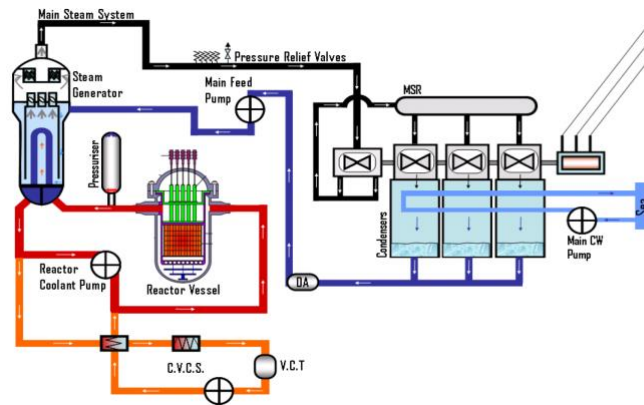 Main Steam System
Pressure Relief Valves
Steam
Generator
Main Feed
Pump
MSR
Pressuriser
Condensers
Sea
Main CW
Pump
Reactor
Coolant Pump
Reactor Vessel
DA
C.V.C.S.
V.C.T